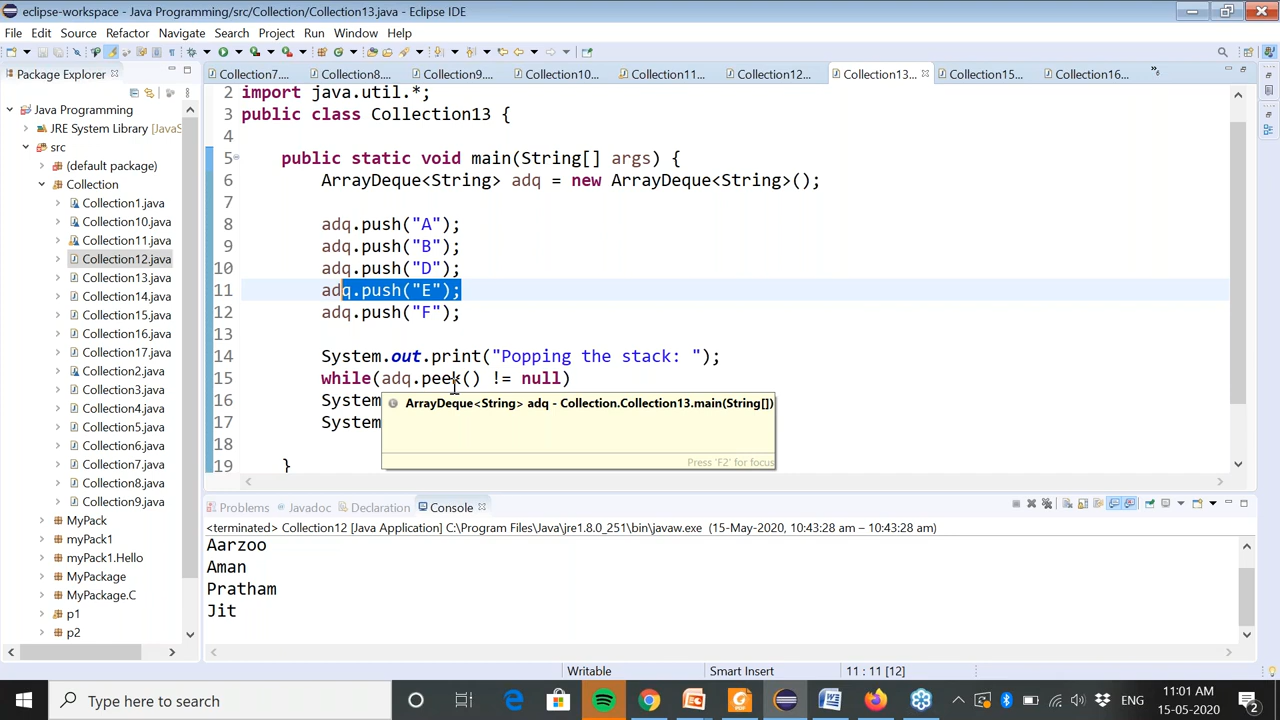 eclipse-workspace - Java Programming/src/Collection/Collection13.java - Eclipse IDE
File Edit Source Refactor Navigate Search Project Run Window Help
Package Explorer
Collection7.... Collection8.... Collection9.... Collection10... Collection11... Collection12... Collection13... Collection15... Collection16...
Java Programming
JRE System Library [JavaS
src
(default package)
Collection
Collection1.java
Collection10.java
Collection11.java
Collection12.java
Collection13.java
Collection14.java
Collection15.java
Collection16.java
Collection17.java
Collection2.java
Collection3.java
Collection4.java
Collection5.java
Collection6.java
Collection7.java
Collection8.java
Collection9.java
MyPack
myPack1
myPack1.Hello
MyPackage
MyPackage.C
p1
p2
2 import java.util.*;
3 public class Collection13 {
4
5 public static void main(String[] args) {
6 ArrayDeque<String> adq = new ArrayDeque<String>();
7
8 adq.push("A");
9 adq.push("B");
10 adq.push("D");
11 adq.push("E");
12 adq.push("F");
13
14 System.out.print("Popping the stack: ");
15 while(adq.peek() != null)
16 System
17 System
18
19 }
ArrayDeque<String> adq - Collection.Collection13.main(String[])
Press 'F2' for focus
Problems Javadoc Declaration Console
<terminated> Collection12 [Java Application] C:\Program Files\Java\jre1.8.0_251\bin\javaw.exe (15-May-2020, 10:43:28 am – 10:43:28 am)
Aarzoo
Aman
Pratham
Jit
Writable Smart Insert 11 : 11 [12]
Type here to search
ENG
11:01 AM
15-05-2020
2